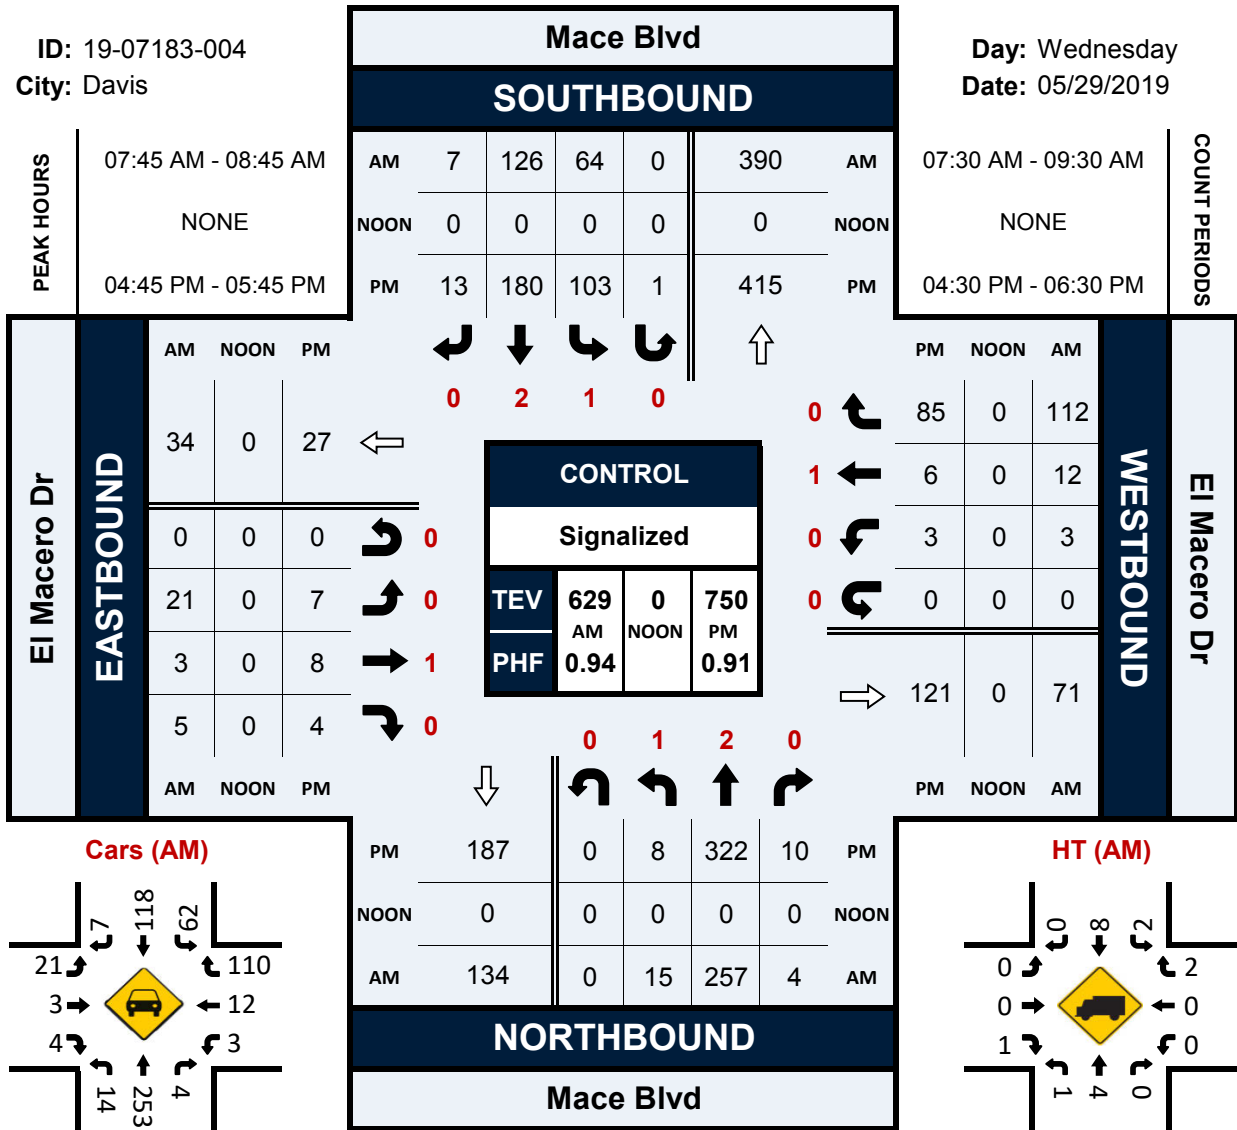 Mace Blvd
ID: 19-07183-004
Day: Wednesday
City: Davis
Date: 05/29/2019
SOUTHBOUND
PEAK HOURS
07:45 AM - 08:45 AM
AM 7 126 64 0 390 AM
07:30 AM - 09:30 AM
COUNT PERIODS
NONE
NOON 0 0 0 0 0 NOON
NONE
04:45 PM - 05:45 PM
PM 13 180 103 1 415 PM
04:30 PM - 06:30 PM
0 2 1 0
El Macero Dr
EASTBOUND
AM NOON PM
34 0 27
0 0 0 0
21 0 7 0
3 0 8 1
5 0 4 0
AM NOON PM
CONTROL
Signalized
TEV 629 0 750
AM NOON PM
PHF 0.94 0.91
PM NOON AM
0 85 0 112
1 6 0 12
0 3 0 3
0 0 0 0
121 0 71
PM NOON AM
WESTBOUND
El Macero Dr
0 1 2 0
PM 187 0 8 322 10 PM
NOON 0 0 0 0 0 NOON
AM 134 0 15 257 4 AM
NORTHBOUND
Mace Blvd
Cars (AM)
7 118 62
21 110
3 12
4 3
14 253 4
HT (AM)
0 8 2
0 2
0 0
1 0
1 4 0